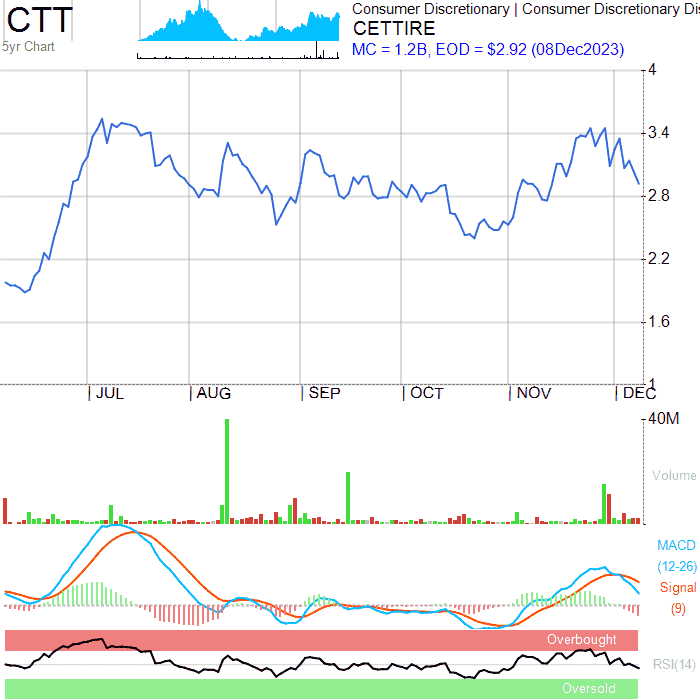 CTT
5yr Chart
Consumer Discretionary | Consumer Discretionary Dis
CETTIRE
MC = 1.2B, EOD = $2.92 (08Dec2023)
4
3.4
2.8
2.2
1.6
1
JUL AUG SEP OCT NOV DEC
40M
Volume
MACD
(12-26)
Signal
(9)
Overbought
RSI(14)
Oversold